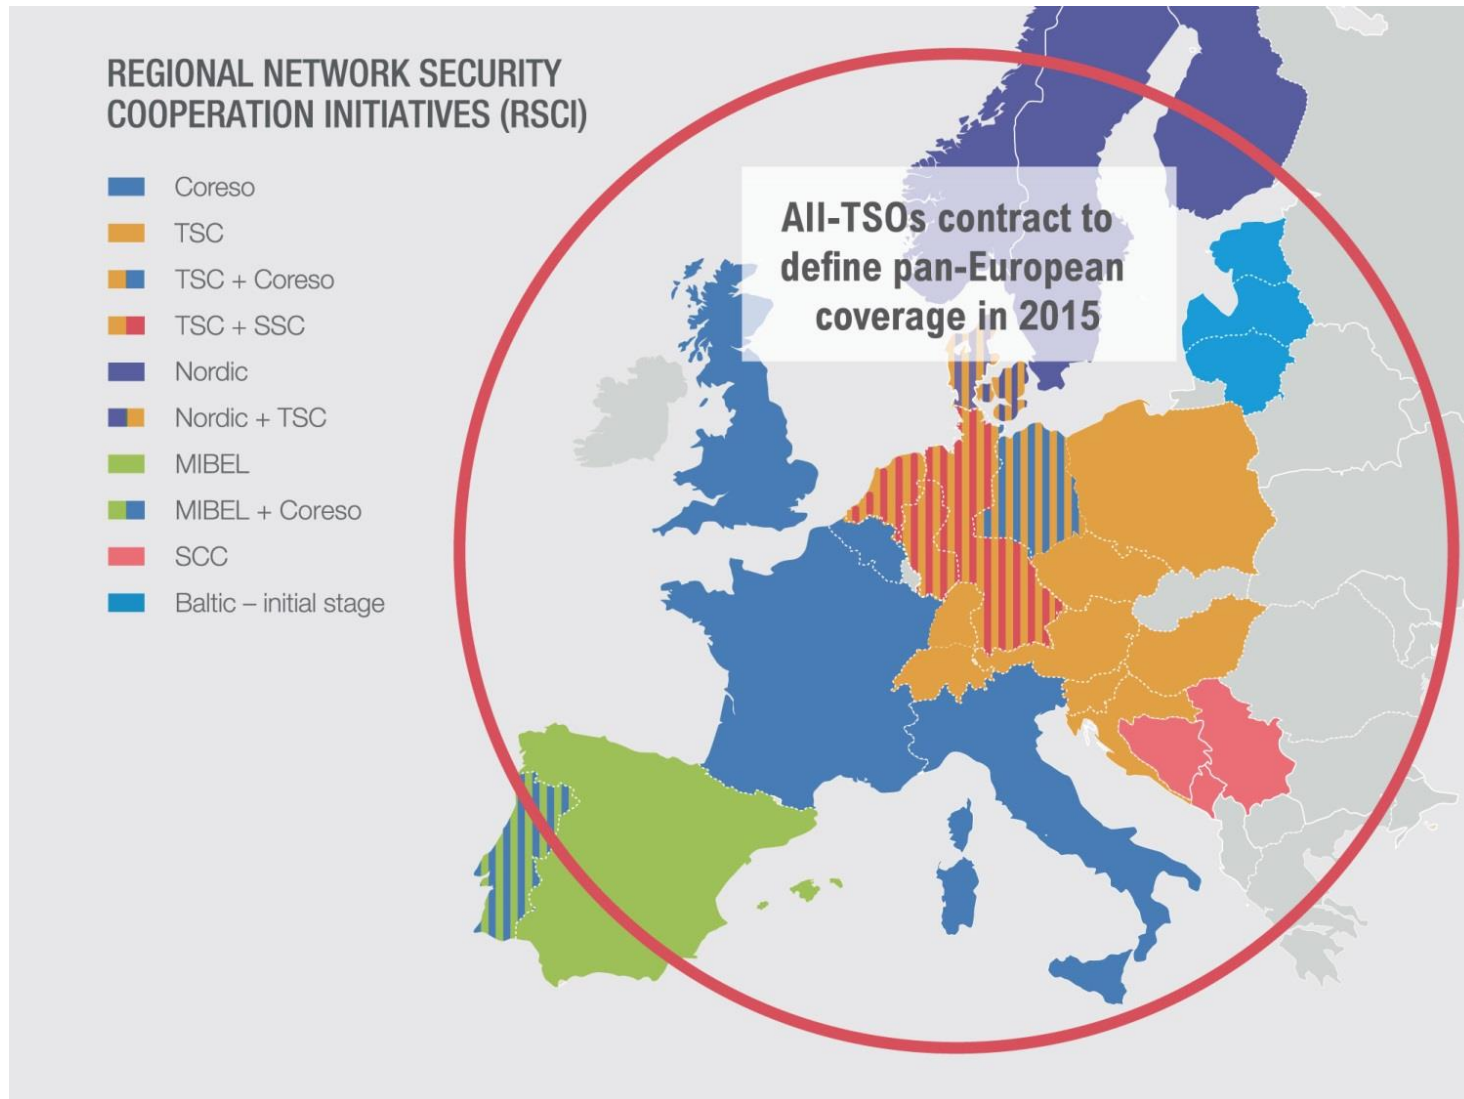 REGIONAL NETWORK SECURITY
COOPERATION INITIATIVES (RSCI)
Coreso
TSC
TSC + Coreso
TSC + SSC
Nordic
Nordic + TSC
MIBEL
MIBEL + Coreso
SCC
Baltic – initial stage
All-TSOs contract to
define pan-European
coverage in 2015